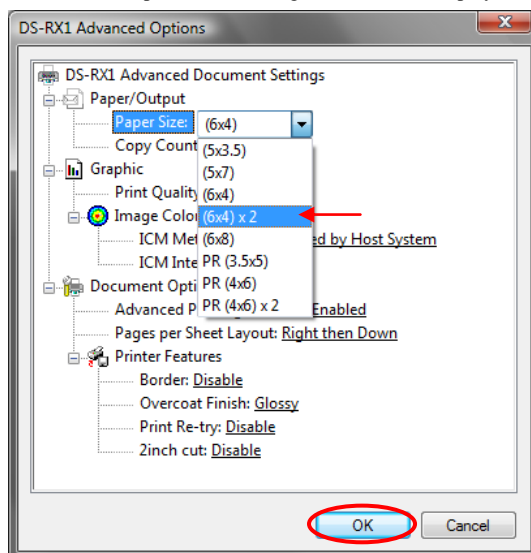 DS-RX1 Advanced Options
DS-RX1 Advanced Document Settings
Paper/Output
Paper Size: (6x4)
Copy Count
(5x3.5)
(5x7)
(6x4)
(6x4) x 2
(6x8)
PR (3.5x5)
PR (4x6)
PR (4x6) x 2
Graphic
Print Quality
Image Color
ICM Met ed by Host System
ICM Inte
Document Opti
Advanced P Enabled
Pages per Sheet Layout: Right then Down
Printer Features
Border: Disable
Overcoat Finish: Glossy
Print Re-try: Disable
2inch cut: Disable
OK Cancel